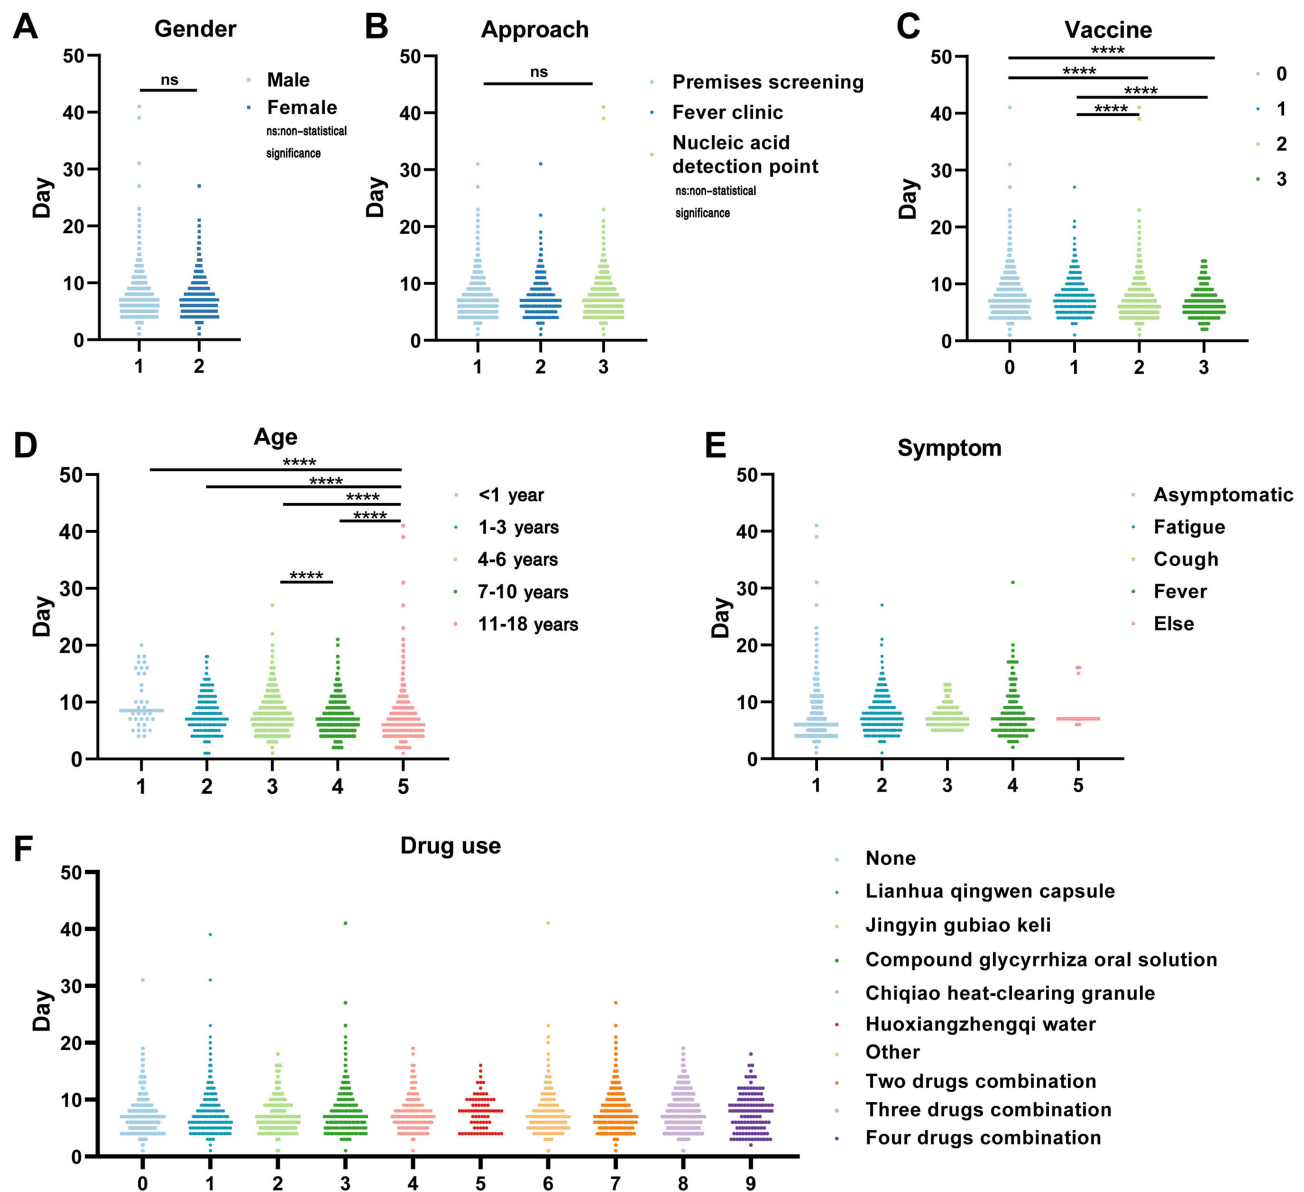 A
Gender
50
40
30
20
10
0
Day
ns
1
2
Male
Female
ns:non-statistical
significance
B
Approach
50
40
30
20
10
0
Day
ns
1
2
3
Premises screening
Fever clinic
Nucleic acid
detection point
ns:non-statistical
significance
C
Vaccine
50
40
30
20
10
0
Day
****
****
****
****
0
1
2
3
0
1
2
3
D
Age
50
40
30
20
10
0
Day
****
****
****
****
****
1
2
3
4
5
<1 year
1-3 years
4-6 years
7-10 years
11-18 years
E
Symptom
50
40
30
20
10
0
Day
1
2
3
4
5
Asymptomatic
Fatigue
Cough
Fever
Else
F
Drug use
50
40
30
20
10
0
Day
0
1
2
3
4
5
6
7
8
9
None
Lianhua qingwen capsule
Jingyin gubiao keli
Compound glycyrrhiza oral solution
Chiqiao heat-clearing granule
Huoxiangzhengqi water
Other
Two drugs combination
Three drugs combination
Four drugs combination